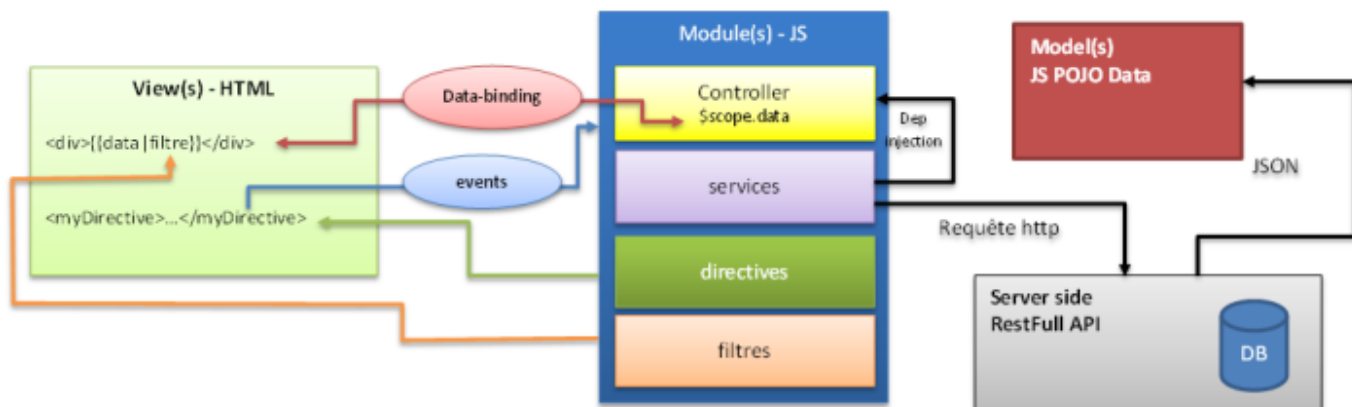 View(s) - HTML
<div>{{data|filtre}}</div>
<myDirective>...</myDirective>
Data-binding
events
Module(s) - JS
Controller
$scope.data
services
directives
filtres
Dep
injection
Requête http
Model(s)
JS POJO Data
JSON
Server side
RestFull API
DB